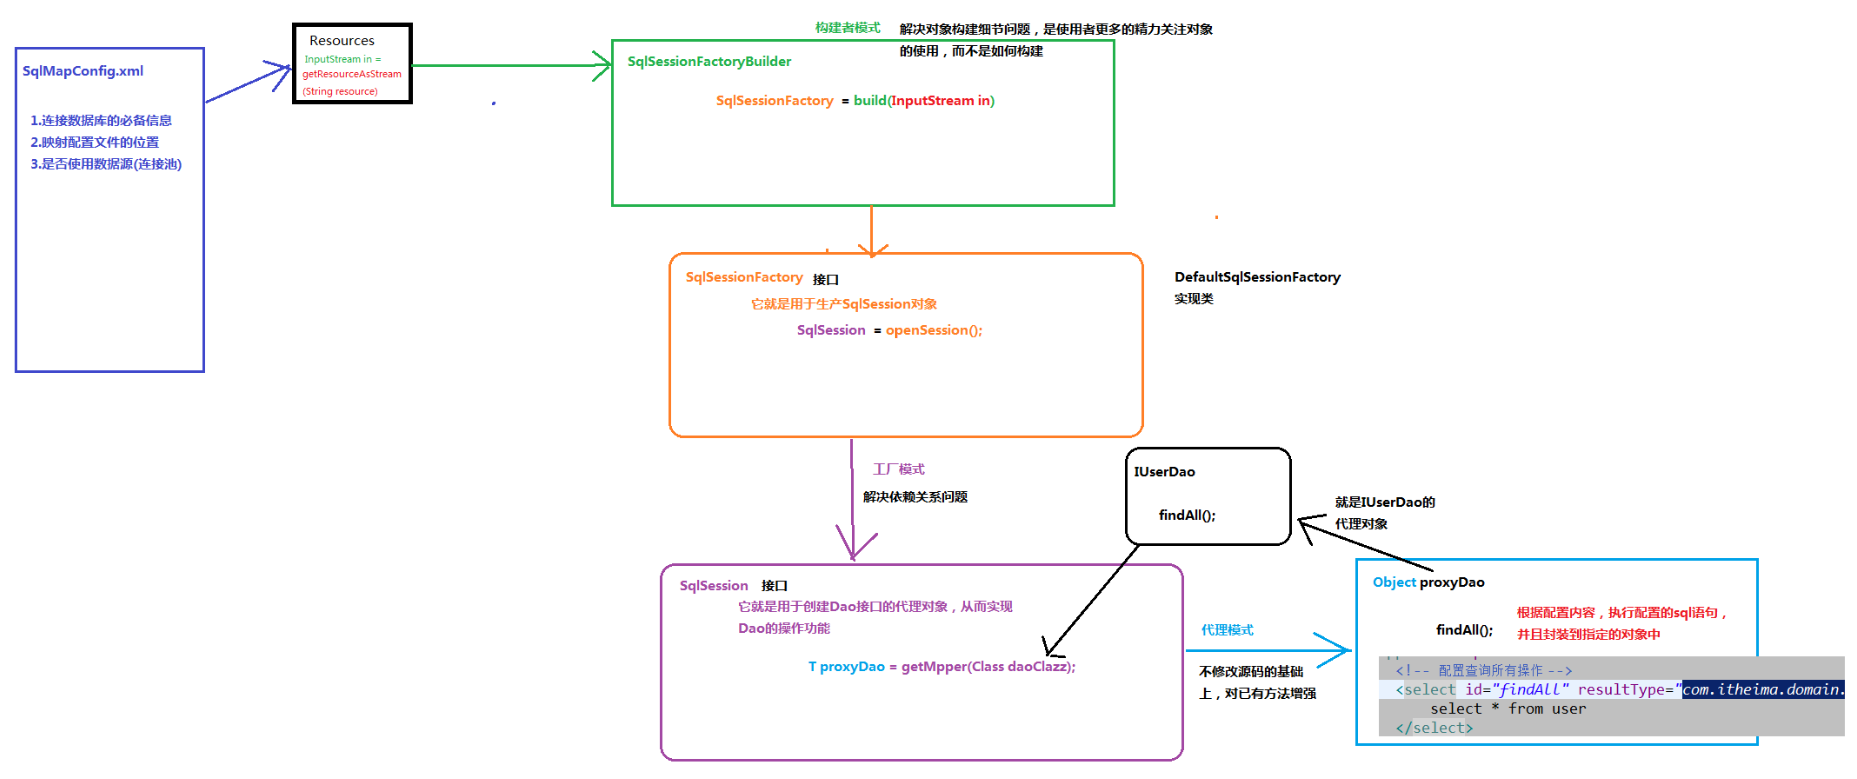 SqlMapConfig.xml
1.连接数据库的必备信息
2.映射配置文件的位置
3.是否使用数据源(连接池)
Resources
InputStream in =
getResourceAsStream
(String resource)
构建者模式
解决对象构建细节问题，是使用者更多的精力关注对象
的使用，而不是如何构建
SqlSessionFactoryBuilder
SqlSessionFactory = build(InputStream in)
SqlSessionFactory 接口
它就是用于生产SqlSession对象
SqlSession = openSession();
DefaultSqlSessionFactory
实现类
工厂模式
解决依赖关系问题
IUserDao
findAll();
就是IUserDao的
代理对象
SqlSession 接口
它就是用于创建Dao接口的代理对象，从而实现
Dao的操作功能
T proxyDao = getMpper(Class daoClazz);
代理模式
不修改源码的基础
上，对已有方法增强
Object proxyDao
根据配置内容，执行配置的sql语句，
并且封装到指定的对象中
findAll();
<!-- 配置查询所有操作 -->
<select id="findAll" resultType="com.itheima.domain.
select * from user
</select>